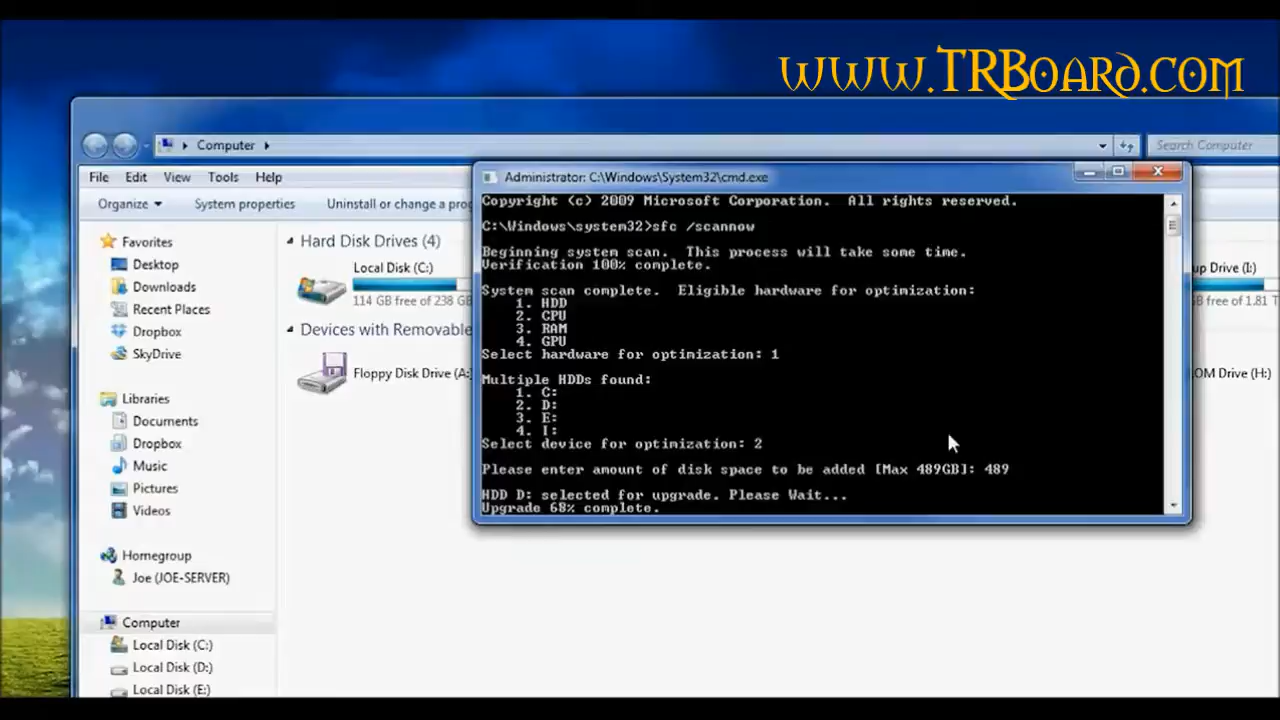 www.TRBoard.com
Computer
Search Computer
File Edit View Tools Help
Organize System properties Uninstall or change a prog
Favorites
Desktop
Downloads
Recent Places
Dropbox
SkyDrive
Libraries
Documents
Dropbox
Music
Pictures
Videos
Homegroup
Joe (JOE-SERVER)
Computer
Local Disk (C:)
Local Disk (D:)
Local Disk (E:)
Hard Disk Drives (4)
Local Disk (C:)
114 GB free of 238 GB
Devices with Removable
Floppy Disk Drive (A:)
up Drive (I:)
free of 1.81 T
OM Drive (H:)
Administrator: C:\Windows\System32\cmd.exe
Copyright (c) 2009 Microsoft Corporation. All rights reserved.
C:\Windows\system32>sfc /scannow
Beginning system scan. This process will take some time.
Verification 100% complete.
System scan complete. Eligible hardware for optimization:
1. HDD
2. CPU
3. RAM
4. GPU
Select hardware for optimization: 1
Multiple HDDs found:
1. C:
2. D:
3. E:
4. I:
Select device for optimization: 2
Please enter amount of disk space to be added [Max 489GB]: 489
HDD D: selected for upgrade. Please Wait...
Upgrade 68% complete.